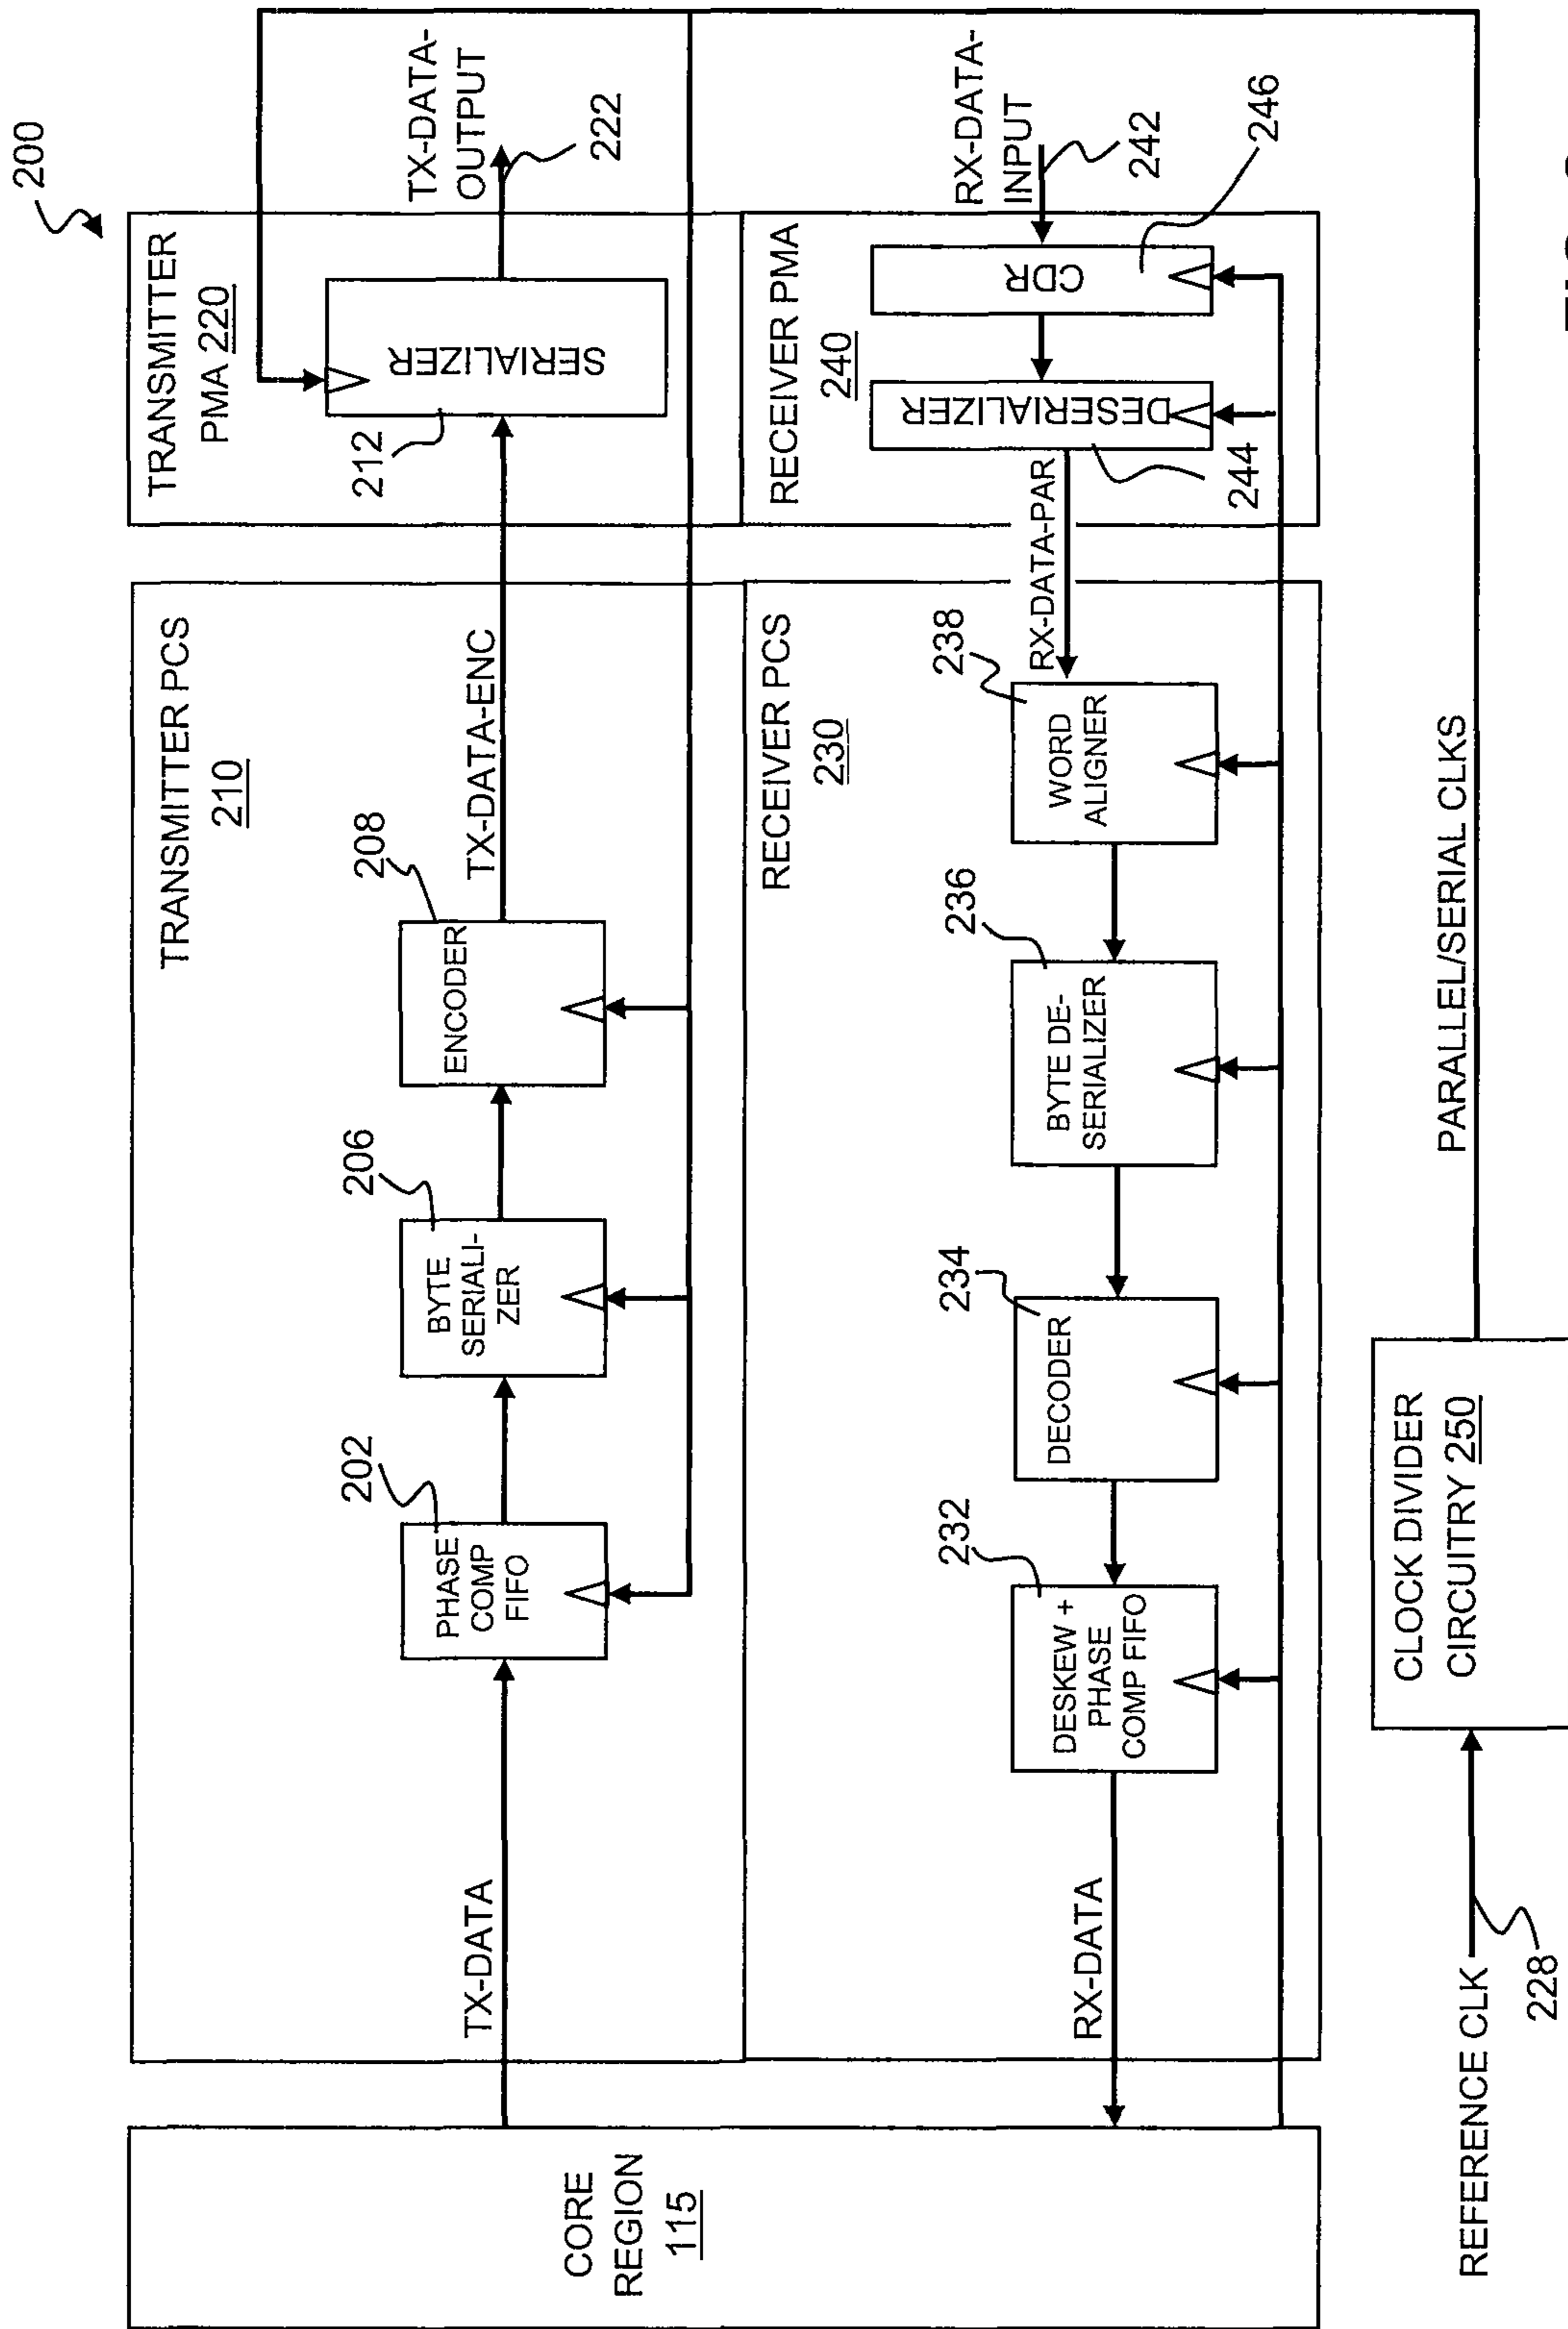 200
TRANSMITTER
PMA 220
SERIALIZER
212
TX-DATA-
OUTPUT
222
RECEIVER PMA
240
CDR
DESERIALIZER
244
RX-DATA-
INPUT
242
246
TRANSMITTER PCS
210
TX-DATA-ENC
208
ENCODER
206
BYTE
SERIALI-
ZER
202
PHASE
COMP
FIFO
TX-DATA
RECEIVER PCS
230
RX-DATA-PAR
238
WORD
ALIGNER
236
BYTE DE-
SERIALIZER
234
DECODER
232
DESKEW +
PHASE
COMP FIFO
RX-DATA
CORE
REGION
115
PARALLEL/SERIAL CLKS
CLOCK DIVIDER
CIRCUITRY 250
REFERENCE CLK
228